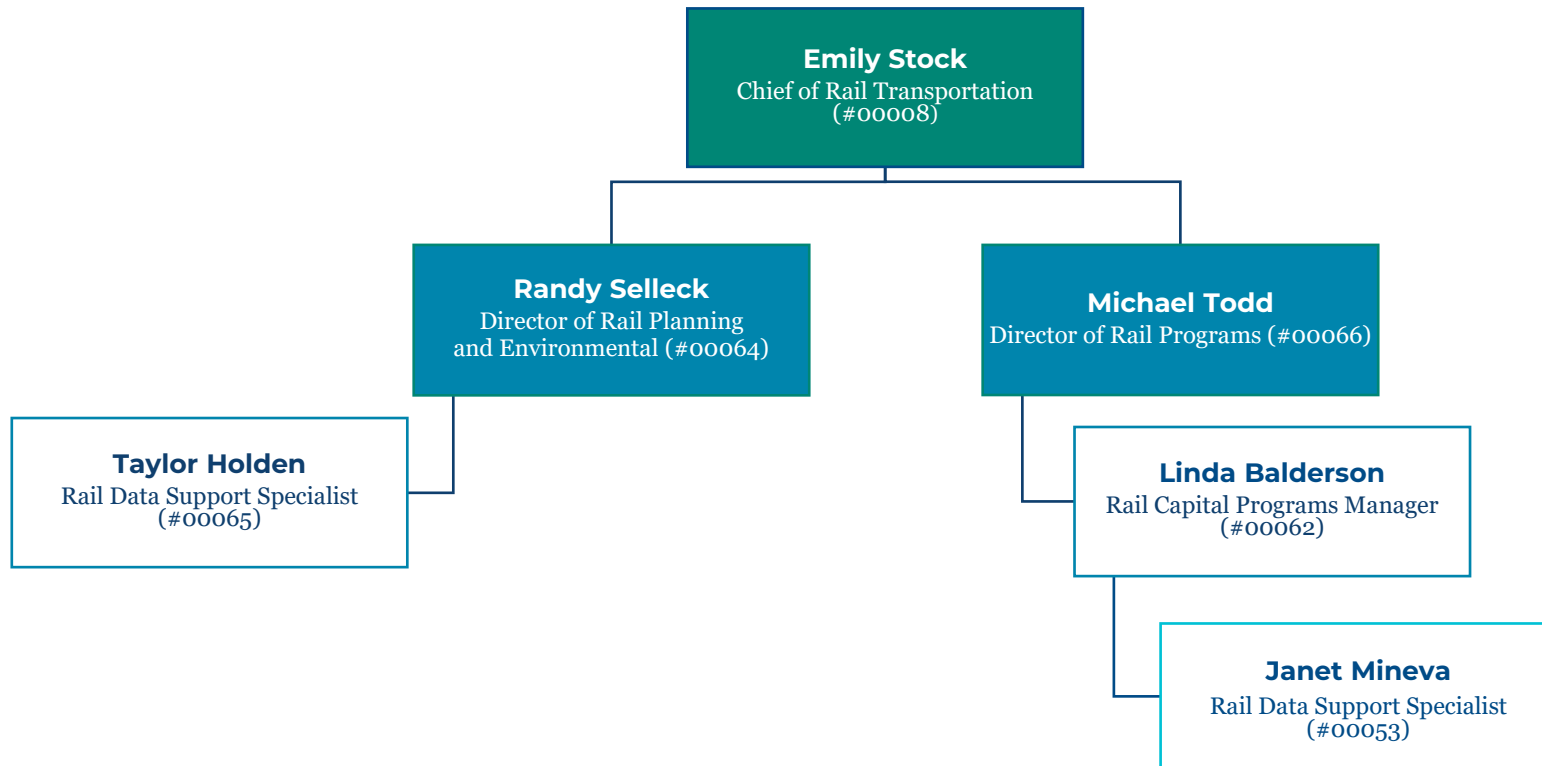 Emily Stock
Chief of Rail Transportation
(#00008)
Randy Selleck
Director of Rail Planning
and Environmental (#00064)
Michael Todd
Director of Rail Programs (#00066)
Taylor Holden
Rail Data Support Specialist
(#00065)
Linda Balderson
Rail Capital Programs Manager
(#00062)
Janet Mineva
Rail Data Support Specialist
(#00053)